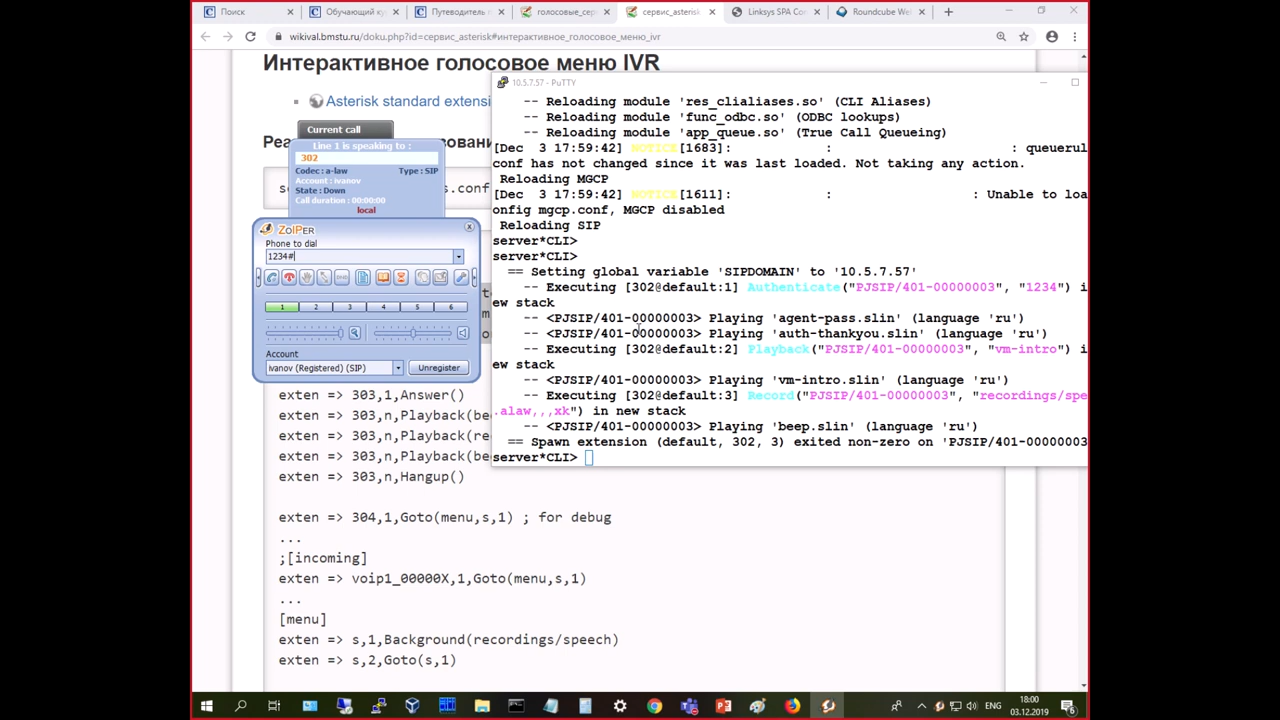 Поиск
Обучающий ку
Путеводитель
голосовые_сер
сервис_asterisk
Linksys SPA Co
Roundcube We
wikival.bmstu.ru/doku.php?id=сервис_asterisk#интерактивное_голосовое_меню_ivr
Интерактивное голосовое меню IVR
Asterisk standard extensi
Current call
Line 1 is speaking to :
302
Codec : a-law
Type : SIP
Account : ivanov
State : Down
Call duration : 00:00:00
local
ZOIPER
Phone to dial
1234#
1 2 3 4 5 6
Account
ivanov (Registered) (SIP)
Unregister
10.5.7.57 - PuTTY
-- Reloading module 'res_clialiases.so' (CLI Aliases)
-- Reloading module 'func_odbc.so' (ODBC lookups)
-- Reloading module 'app_queue.so' (True Call Queueing)
[Dec 3 17:59:42] NOTICE[1683]: : : queuerul
conf has not changed since it was last loaded. Not taking any action.
Reloading MGCP
[Dec 3 17:59:42] NOTICE[1611]: : : Unable to loa
onfig mgcp.conf, MGCP disabled
Reloading SIP
server*CLI>
server*CLI>
== Setting global variable 'SIPDOMAIN' to '10.5.7.57'
-- Executing [302@default:1] Authenticate("PJSIP/401-00000003", "1234") i
ew stack
-- <PJSIP/401-00000003> Playing 'agent-pass.slin' (language 'ru')
-- <PJSIP/401-00000003> Playing 'auth-thankyou.slin' (language 'ru')
-- Executing [302@default:2] Playback("PJSIP/401-00000003", "vm-intro") i
ew stack
-- <PJSIP/401-00000003> Playing 'vm-intro.slin' (language 'ru')
-- Executing [302@default:3] Record("PJSIP/401-00000003", "recordings/spe
.alaw,,,xk") in new stack
-- <PJSIP/401-00000003> Playing 'beep.slin' (language 'ru')
== Spawn extension (default, 302, 3) exited non-zero on 'PJSIP/401-00000003
server*CLI>
exten => 303,1,Answer()
exten => 303,n,Playback(be
exten => 303,n,Playback(re
exten => 303,n,Playback(be
exten => 303,n,Hangup()
exten => 304,1,Goto(menu,s,1) ; for debug
...
;[incoming]
exten => voip1_00000X,1,Goto(menu,s,1)
...
[menu]
exten => s,1,Background(recordings/speech)
exten => s,2,Goto(s,1)
ENG
18:00
03.12.2019